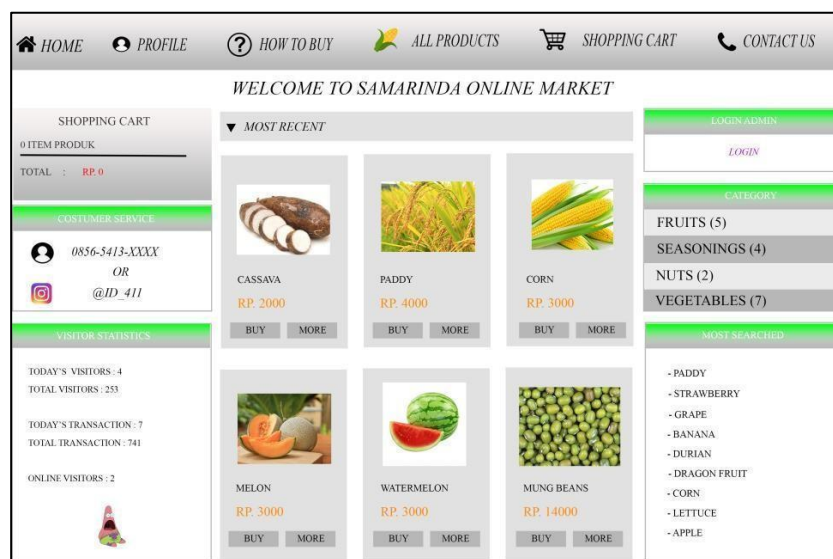 HOME PROFILE HOW TO BUY ALL PRODUCTS SHOPPING CART CONTACT US
WELCOME TO SAMARINDA ONLINE MARKET
SHOPPING CART
0 ITEM PRODUK
TOTAL : RP. 0
COSTUMER SERVICE
0856-5413-XXXX
OR
@ID_411
VISITOR STATISTICS
TODAY'S VISITORS : 4
TOTAL VISITORS : 253
TODAY'S TRANSACTION : 7
TOTAL TRANSACTION : 741
ONLINE VISITORS : 2
MOST RECENT
CASSAVA
RP. 2000
BUY MORE
PADDY
RP. 4000
BUY MORE
CORN
RP. 3000
BUY MORE
MELON
RP. 3000
BUY MORE
WATERMELON
RP. 3000
BUY MORE
MUNG BEANS
RP. 14000
BUY MORE
LOGIN ADMIN
LOGIN
CATEGORY
FRUITS (5)
SEASONINGS (4)
NUTS (2)
VEGETABLES (7)
MOST SEARCHED
- PADDY
- STRAWBERRY
- GRAPE
- BANANA
- DURIAN
- DRAGON FRUIT
- CORN
- LETTUCE
- APPLE